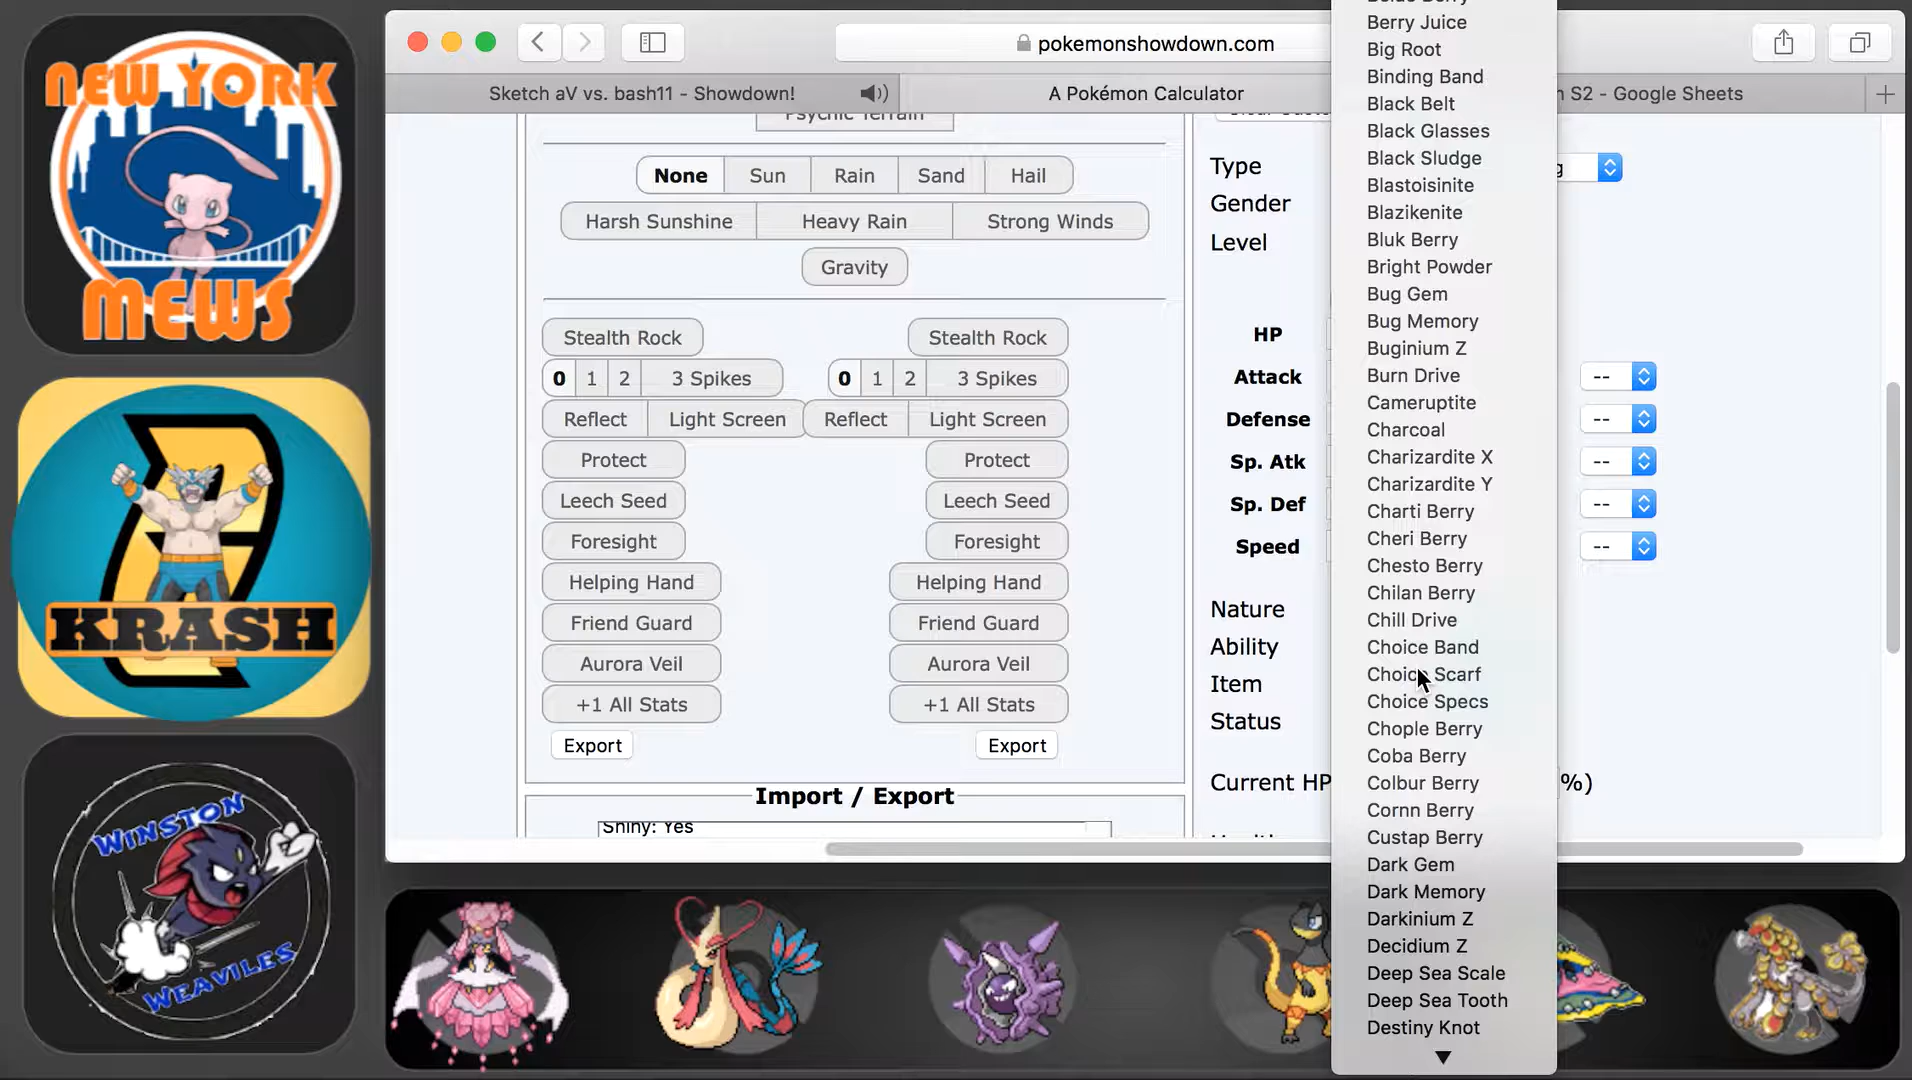 NEW YORK
MEWS
KRASH
WINSTON
WEAVILES
pokemonshowdown.com
Sketch aV vs. bash11 - Showdown!
A Pokémon Calculator
S2 - Google Sheets
Psychic Terrain
None Sun Rain Sand Hail
Harsh Sunshine Heavy Rain Strong Winds
Gravity
Stealth Rock Stealth Rock
0 1 2 3 Spikes 0 1 2 3 Spikes
Reflect Light Screen Reflect Light Screen
Protect Protect
Leech Seed Leech Seed
Foresight Foresight
Helping Hand Helping Hand
Friend Guard Friend Guard
Aurora Veil Aurora Veil
+1 All Stats +1 All Stats
Export Export
Import / Export
Shiny: Yes
Type
Gender
Level
HP
Attack --
Defense --
Sp. Atk --
Sp. Def --
Speed --
Nature
Ability
Item
Status
Current HP %)
Berry Juice
Big Root
Binding Band
Black Belt
Black Glasses
Black Sludge
Blastoisinite
Blazikenite
Bluk Berry
Bright Powder
Bug Gem
Bug Memory
Buginium Z
Burn Drive
Cameruptite
Charcoal
Charizardite X
Charizardite Y
Charti Berry
Cheri Berry
Chesto Berry
Chilan Berry
Chill Drive
Choice Band
Choice Scarf
Choice Specs
Chople Berry
Coba Berry
Colbur Berry
Cornn Berry
Custap Berry
Dark Gem
Dark Memory
Darkinium Z
Decidium Z
Deep Sea Scale
Deep Sea Tooth
Destiny Knot